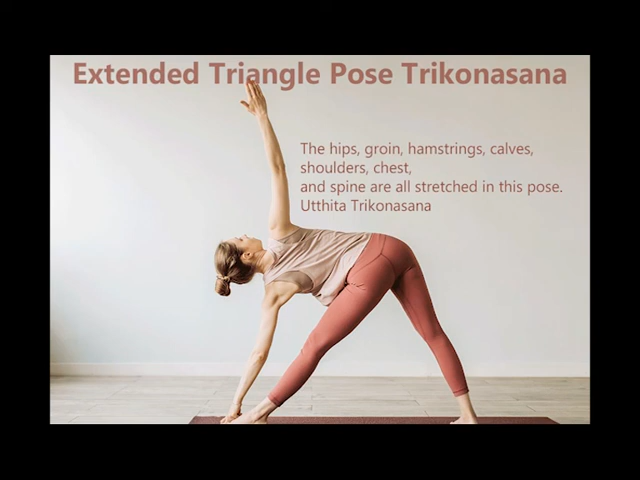 Extended Triangle Pose Trikonasana
The hips, groin, hamstrings, calves,
shoulders, chest,
and spine are all stretched in this pose.
Utthita Trikonasana